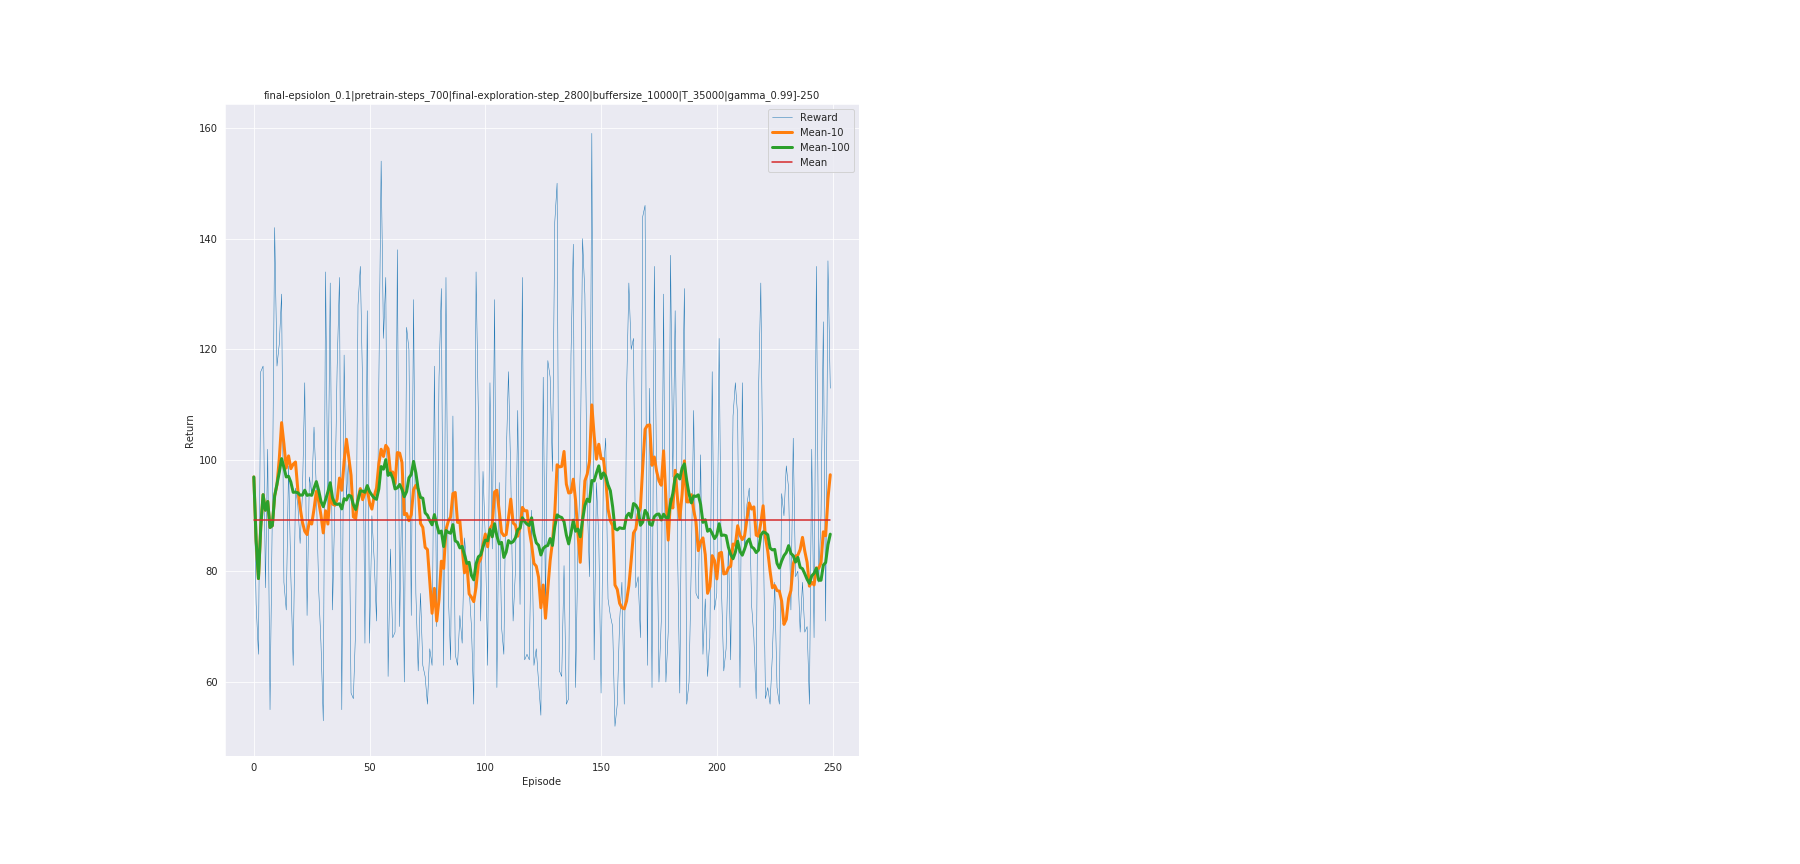 final-epsiolon_0.1|pretrain-steps_700|final-exploration-step_2800|buffersize_10000|T_35000|gamma_0.99]-250
Reward
Mean-10
Mean-100
Mean
160
140
120
100
80
60
Return
0 50 100 150 200 250
Episode